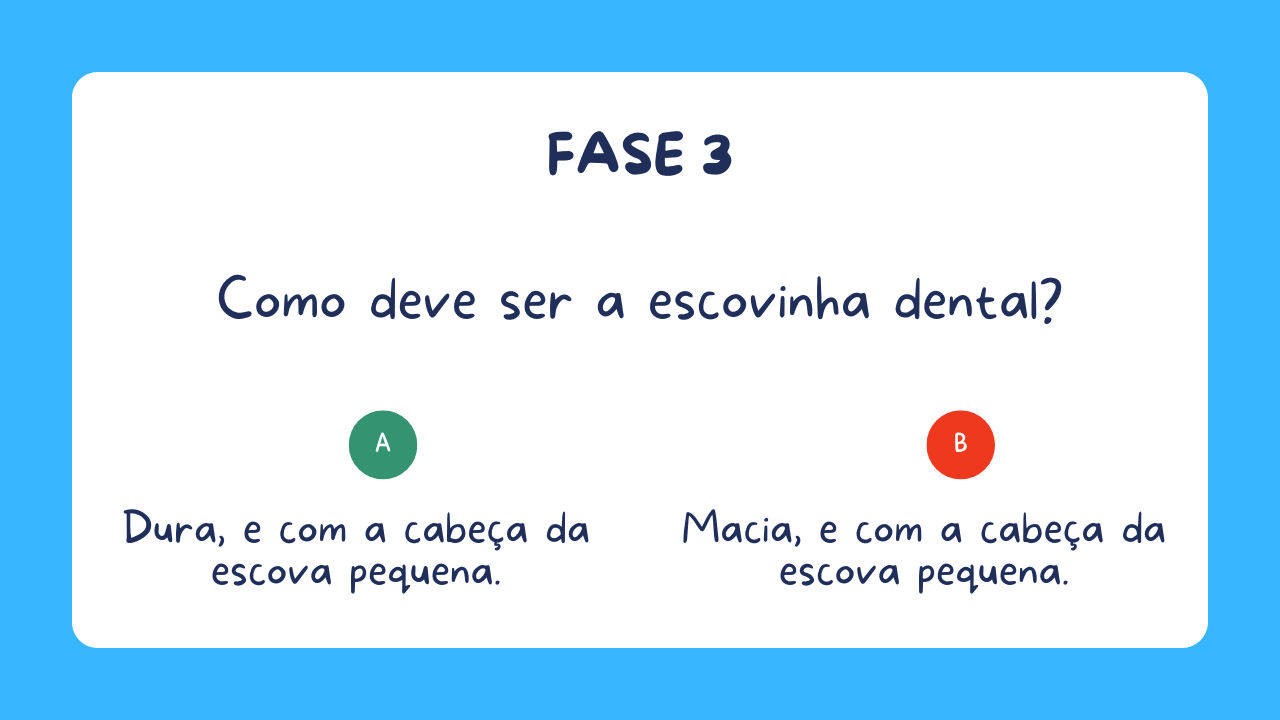 FASE 3
Como deve ser a escovinha dental?
A
Dura, e com a cabeça da
escova pequena.
B
Macia, e com a cabeça da
escova pequena.